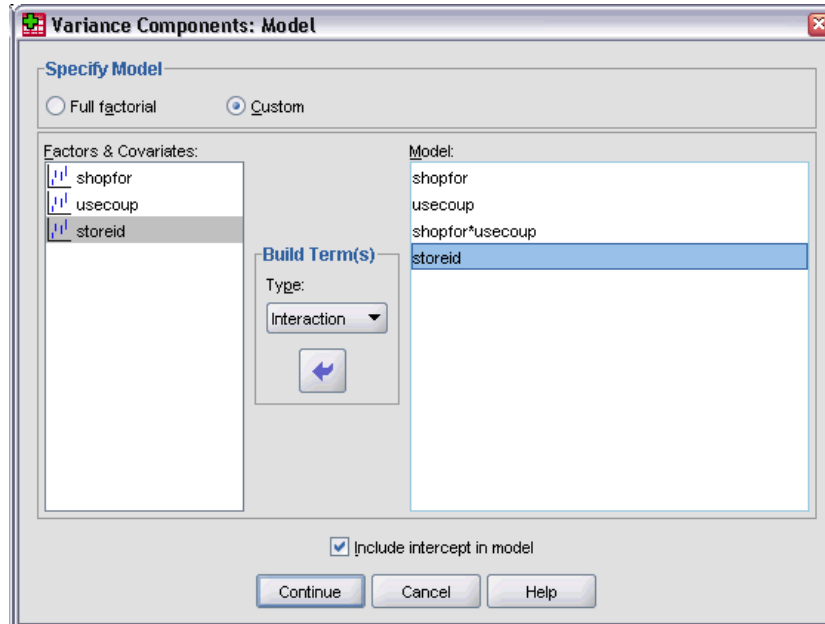 Variance Components: Model
Specify Model
Full factorial
Custom
Factors & Covariates:
shopfor
usecoup
storeid
Build Term(s)
Type:
Interaction
Model:
shopfor
usecoup
shopfor*usecoup
storeid
Include intercept in model
Continue
Cancel
Help